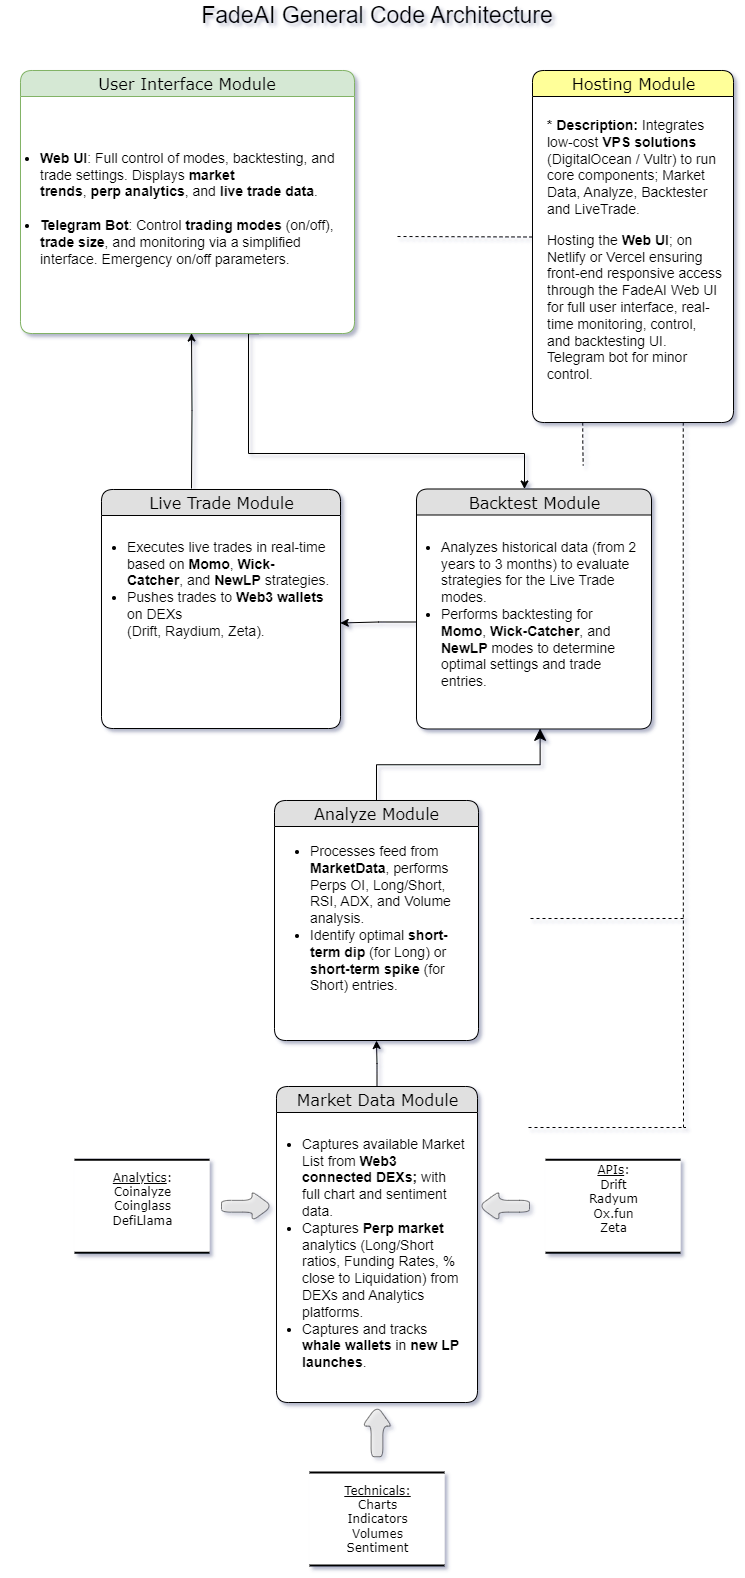 FadeAI General Code Architecture
User Interface Module
• Web UI: Full control of modes, backtesting, and
trade settings. Displays market
trends, perp analytics, and live trade data.
• Telegram Bot: Control trading modes (on/off),
trade size, and monitoring via a simplified
interface. Emergency on/off parameters.
Hosting Module
* Description: Integrates
low-cost VPS solutions
(DigitalOcean / Vultr) to run
core components; Market
Data, Analyze, Backtester
and LiveTrade.
Hosting the Web UI; on
Netlify or Vercel ensuring
front-end responsive access
through the FadeAI Web UI
for full user interface, real-
time monitoring, control,
and backtesting UI.
Telegram bot for minor
control.
Live Trade Module
• Executes live trades in real-time
based on Momo, Wick-
Catcher, and NewLP strategies.
• Pushes trades to Web3 wallets
on DEXs
(Drift, Raydium, Zeta).
Backtest Module
• Analyzes historical data (from 2
years to 3 months) to evaluate
strategies for the Live Trade
modes.
• Performs backtesting for
Momo, Wick-Catcher, and
NewLP modes to determine
optimal settings and trade
entries.
Analyze Module
• Processes feed from
MarketData, performs
Perps OI, Long/Short,
RSI, ADX, and Volume
analysis.
• Identify optimal short-
term dip (for Long) or
short-term spike (for
Short) entries.
Market Data Module
• Captures available Market
List from Web3
connected DEXs; with
full chart and sentiment
data.
• Captures Perp market
analytics (Long/Short
ratios, Funding Rates, %
close to Liquidation) from
DEXs and Analytics
platforms.
• Captures and tracks
whale wallets in new LP
launches.
Analytics:
Coinalyze
Coinglass
DefiLlama
APIs:
Drift
Radyum
Ox.fun
Zeta
Technicals:
Charts
Indicators
Volumes
Sentiment